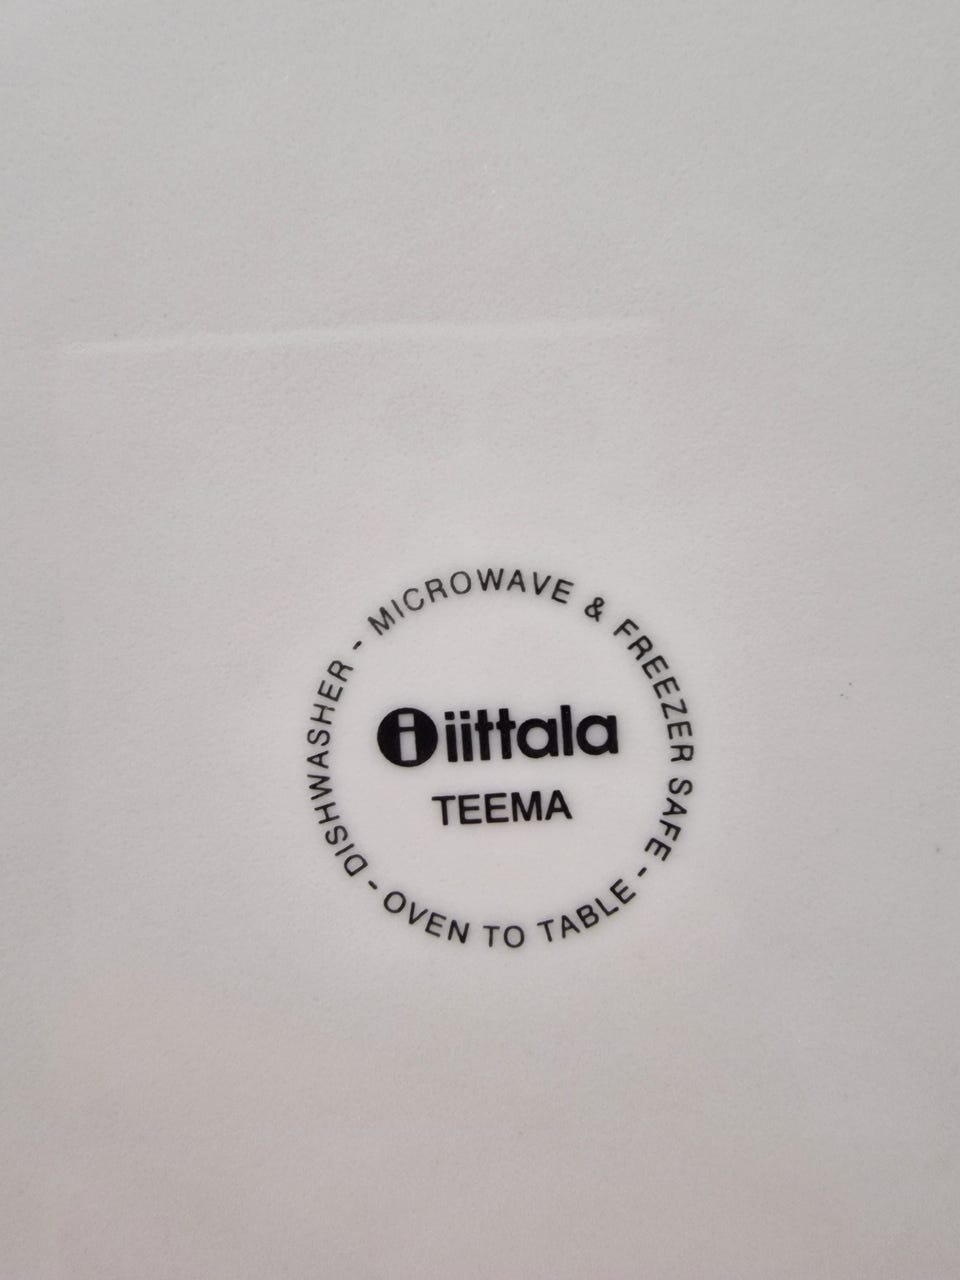 DISHWASHER - MICROWAVE & FREEZER SAFE - OVEN TO TABLE -
i iittala
TEEMA